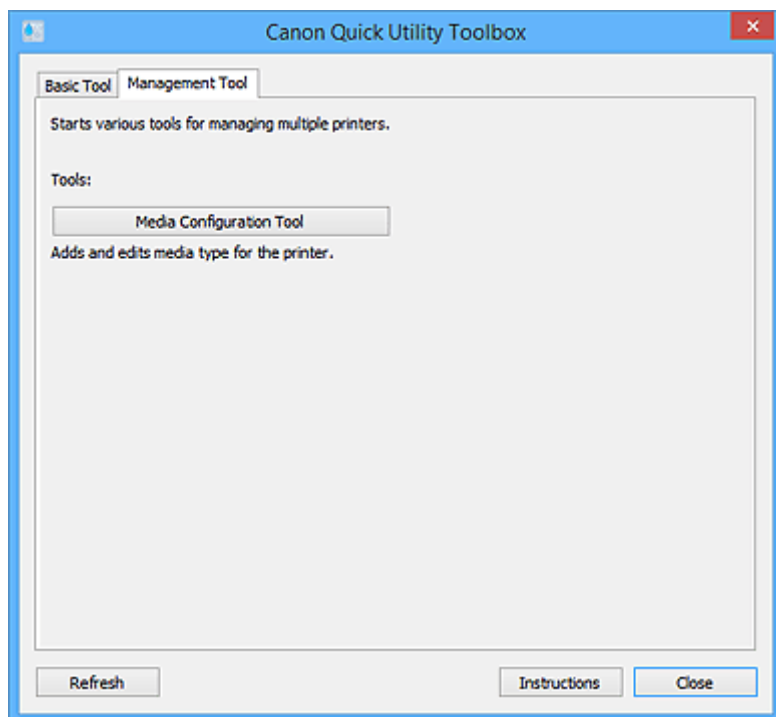 Canon Quick Utility Toolbox
Basic Tool Management Tool
Starts various tools for managing multiple printers.
Tools:
Media Configuration Tool
Adds and edits media type for the printer.
Refresh Instructions Close